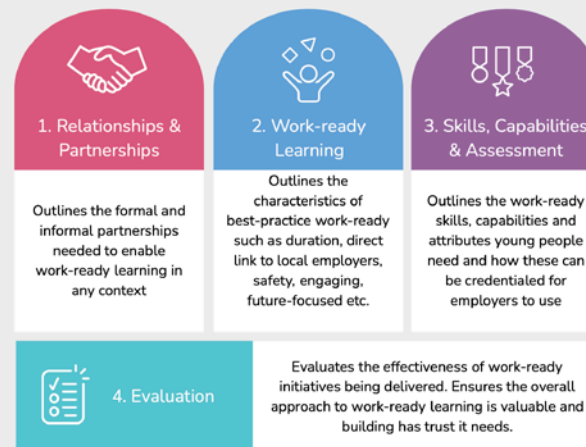 1. Relationships &
Partnerships
Outlines the formal and
informal partnerships
needed to enable
work-ready learning in
any context
2. Work-ready
Learning
Outlines the
characteristics of
best-practice work-ready
such as duration, direct
link to local employers,
safety, engaging,
future-focused etc.
3. Skills, Capabilities
& Assessment
Outlines the work-ready
skills, capabilities and
attributes young people
need and how these can
be credentialed for
employers to use
4. Evaluation
Evaluates the effectiveness of work-ready
initiatives being delivered. Ensures the overall
approach to work-ready learning is valuable and
building has trust it needs.